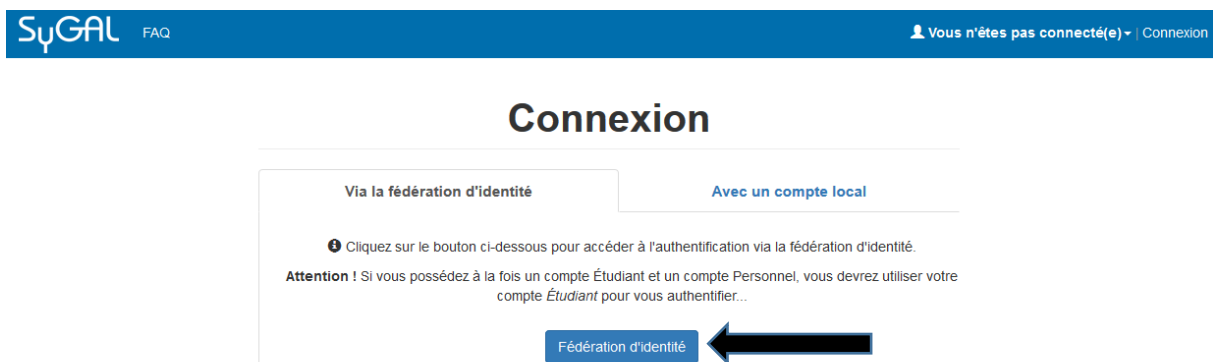 SyGAL FAQ Vous n'êtes pas connecté(e) | Connexion
Connexion
Via la fédération d'identité Avec un compte local
Cliquez sur le bouton ci-dessous pour accéder à l'authentification via la fédération d'identité.
Attention ! Si vous possédez à la fois un compte Étudiant et un compte Personnel, vous devrez utiliser votre
compte Étudiant pour vous authentifier...
Fédération d'identité